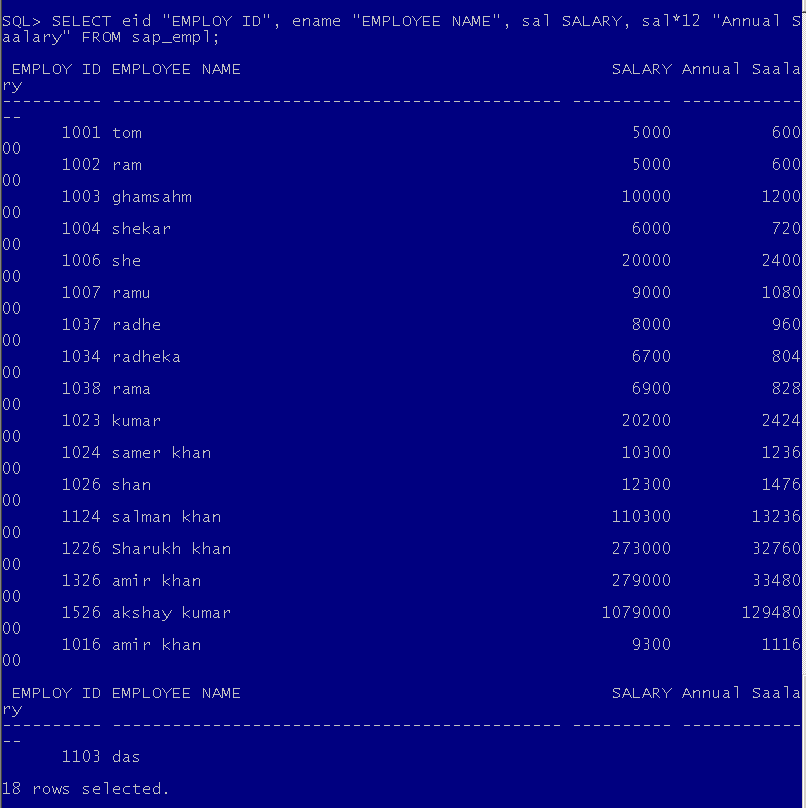 SQL> SELECT eid "EMPLOY ID", ename "EMPLOYEE NAME", sal SALARY, sal*12 "Annual S
aalary" FROM sap_empl;
EMPLOY ID EMPLOYEE NAME SALARY Annual Saala
ry
---------- --------------------------------------------- ---------- ------------
--
1001 tom 5000 600
00
1002 ram 5000 600
00
1003 ghamsahm 10000 1200
00
1004 shekar 6000 720
00
1006 she 20000 2400
00
1007 ramu 9000 1080
00
1037 radhe 8000 960
00
1034 radheka 6700 804
00
1038 rama 6900 828
00
1023 kumar 20200 2424
00
1024 samer khan 10300 1236
00
1026 shan 12300 1476
00
1124 salman khan 110300 13236
00
1226 Sharukh khan 273000 32760
00
1326 amir khan 279000 33480
00
1526 akshay kumar 1079000 129480
00
1016 amir khan 9300 1116
00
EMPLOY ID EMPLOYEE NAME SALARY Annual Saala
ry
---------- --------------------------------------------- ---------- ------------
--
1103 das
18 rows selected.